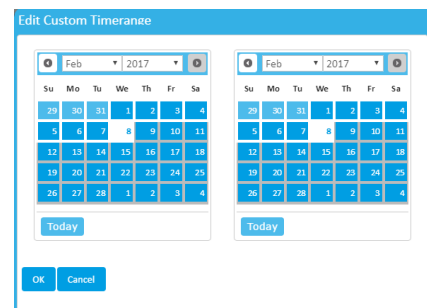 Edit Custom Timerange
Feb 2017 Feb 2017
Su Mo Tu We Th Fr Sa Su Mo Tu We Th Fr Sa
29 30 31 1 2 3 4 29 30 31 1 2 3 4
5 6 7 8 9 10 11 5 6 7 8 9 10 11
12 13 14 15 16 17 18 12 13 14 15 16 17 18
19 20 21 22 23 24 25 19 20 21 22 23 24 25
26 27 28 1 2 3 4 26 27 28 1 2 3 4
Today Today
OK Cancel